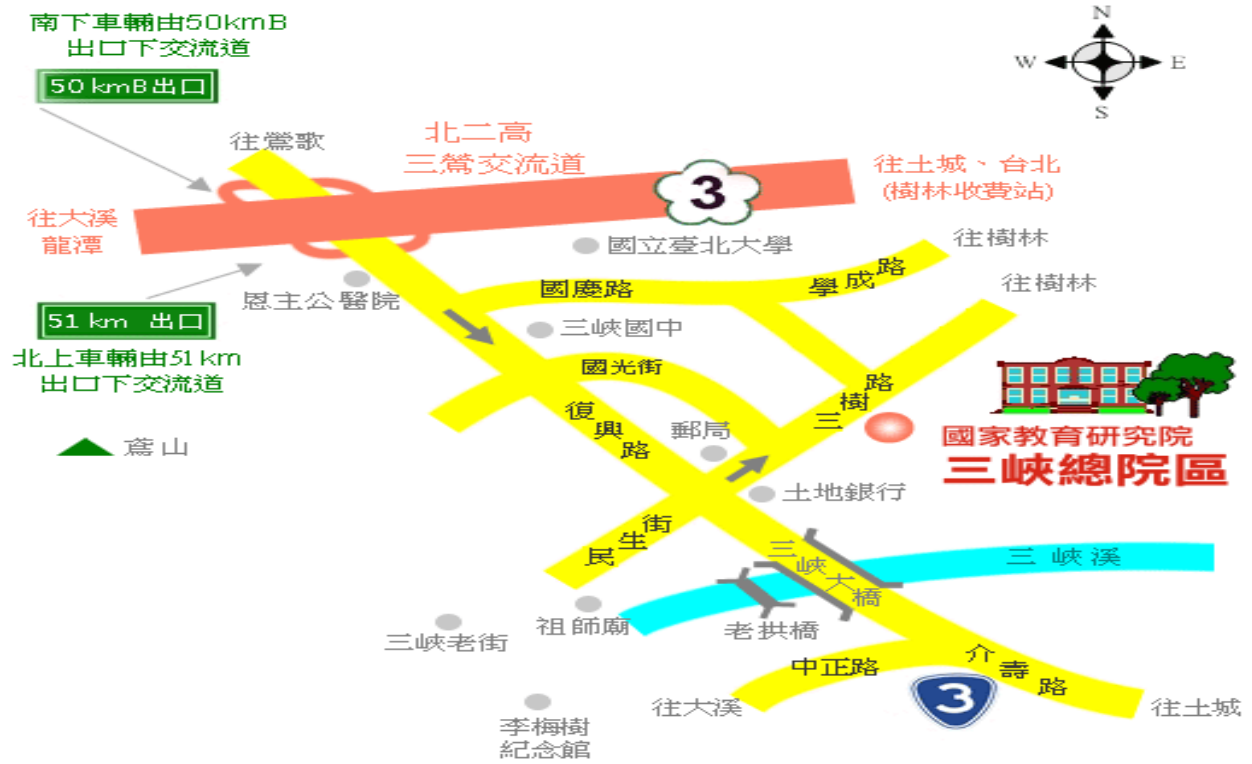 南下車輛由50kmB
出口下交流道
50 kmB出口
N
W
E
S
往鶯歌
北二高
三鶯交流道
3
往土城、台北
(樹林收費站)
往大溪
龍潭
國立臺北大學
往樹林
恩主公醫院
國慶路
學成路
往樹林
51 km 出口
三峽國中
北上車輛由51km
出口下交流道
國光街
三樹路
復興路
郵局
鳶山
國家教育研究院
三峽總院區
土地銀行
民生街
三峽大橋
三峽溪
祖師廟
老拱橋
三峽老街
中正路
介壽路
3
往大溪
往土城
李梅樹
紀念館